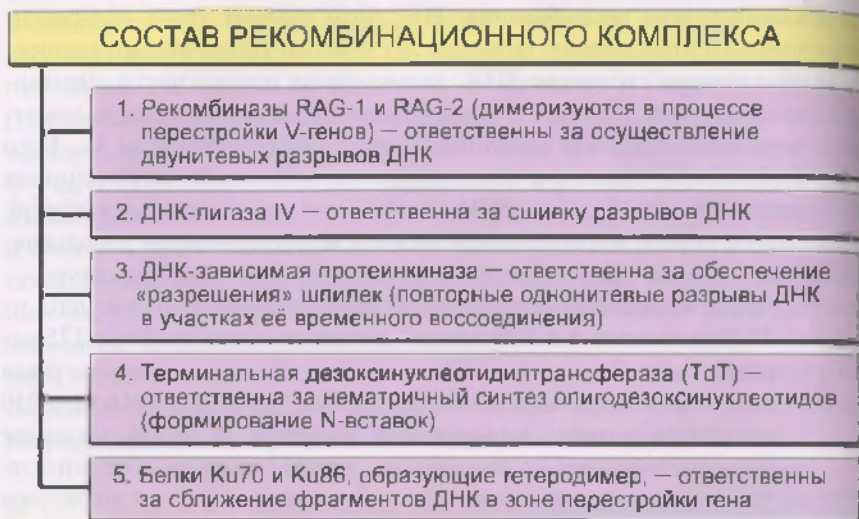 СОСТАВ РЕКОМБИНАЦИОННОГО КОМПЛЕКСА
1. Рекомбиназы RAG-1 и RAG-2 (димеризуются в процессе
перестройки V-генов) — ответственны за осуществление
двунитевых разрывов ДНК
2. ДНК-лигаза IV — ответственна за сшивку разрывов ДНК
3. ДНК-зависимая протеинкиназа — ответственна за обеспечение
«разрешения» шпилек (повторные однонитевые разрывы ДНК
в участках её временного воссоединения)
4. Терминальная дезоксинуклеотидилтрансфераза (TdT) —
ответственна за нематричный синтез олигодезоксинуклеотидов
(формирование N-вставок)
5. Белки Ku70 и Ku86, образующие гетеродимер, — ответственны
за сближение фрагментов ДНК в зоне перестройки гена